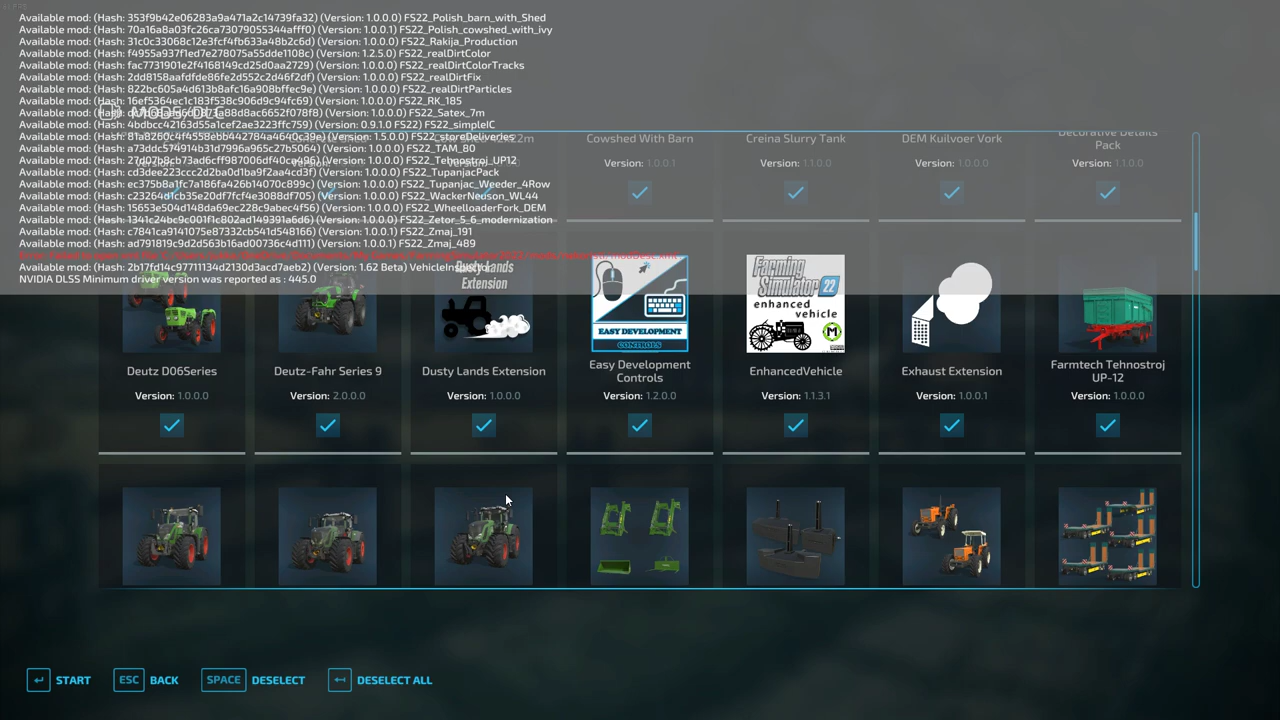 Available mod: (Hash: 353f9b42e06283a9a471a2c14739fa32) (Version: 1.0.0.0) FS22_Polish_barn_with_Shed
Available mod: (Hash: 70a16a8a03fc26ca73079055344afff0) (Version: 1.0.0.1) FS22_Polish_cowshed_with_ivy
Available mod: (Hash: 31c0c33068c12e3fcf4fb633a48b2c6d) (Version: 1.0.0.0) FS22_Rakija_Production
Available mod: (Hash: f4955a937f1ed7e278075a55dde1108c) (Version: 1.2.5.0) FS22_realDirtColor
Available mod: (Hash: fac7731901e2f4168149cd25d0aa2729) (Version: 1.0.0.0) FS22_realDirtColorTracks
Available mod: (Hash: 2dd8158aafdfde86fe2d552c2d46f2df) (Version: 1.0.0.0) FS22_realDirtFix
Available mod: (Hash: 822bc605a4d613b8afc16a908bffec9e) (Version: 1.0.0.0) FS22_realDirtParticles
Available mod: (Hash: 16ef5364ec1c183f538c906d9c94fc69) (Version: 1.0.0.0) FS22_RK_185
Available mod: (Hash: (Version: 1.0.0.0) FS22_Satex_7m
Available mod: (Hash: 4bdbcc42163d55a1cef2ae3223ffc759) (Version: 0.9.1.0) FS22_simpleIC
Available mod: (Hash: 81a8260c4f4558ebb442784a4640c39e) (Version: 1.5.0.0) FS22_storeDeliveries
Available mod: (Hash: a73ddc574914b31d7996a965c27b5064) (Version: 1.0.0.0) FS22_TAM_80
Available mod: (Hash: 27d07b8cb73ad6cff987006df40ca496) (Version: 1.0.0.0) FS22_Tehnostroj_UP12
Available mod: (Hash: cd3dee223ccc2d2ba0d1ba9f2aa4cd3f) (Version: 1.0.0.0) FS22_TupanjacPack
Available mod: (Hash: ec375b8a1fc7a186fa426b14070c899c) (Version: 1.0.0.0) FS22_Tupanjac_Weeder_4Row
Available mod: (Hash: c23264d1cb35e20df7fcf4e3088df705) (Version: 1.0.0.0) FS22_WackerNeuson_WL44
Available mod: (Hash: 15653e504d148da69ec228c9abec4f56) (Version: 1.0.0.0) FS22_WheelloaderFork_DEM
Available mod: (Hash: 1341c24bc9c001f1c802ad149391a6d6) (Version: 1.0.0.0) FS22_Zetor_5_6_modernization
Available mod: (Hash: c7841ca9141075e187332cb541d548166) (Version: 1.0.0.1) FS22_Zmaj_191
Available mod: (Hash: ad791819c9d2d563b16ad00736c4d111) (Version: 1.0.0.1) FS22_Zmaj_489
Available mod: (Hash: 2b17fd14c97711134d2130d3acd7aeb2) (Version: 1.62 Beta)
NVIDIA DLSS Minimum driver version was reported as : 445.0
Cowshed With Barn
Version: 1.0.0.1
Creina Slurry Tank
Version: 1.1.0.0
DEM Kuilvoer Vork
Version: 1.0.0.0
Decorative Details
Pack
Version: 1.1.0.0
Dusty Lands
Extension
EASY DEVELOPMENT
CONTROLS
Farming
Simulator 22
enhanced
vehicle
Deutz D06Series
Version: 1.0.0.0
Deutz-Fahr Series 9
Version: 2.0.0.0
Dusty Lands Extension
Version: 1.0.0.0
Easy Development
Controls
Version: 1.2.0.0
EnhancedVehicle
Version: 1.1.3.1
Exhaust Extension
Version: 1.0.0.1
Farmtech Tehnostroj
UP-12
Version: 1.0.0.0
START
ESC BACK
SPACE DESELECT
DESELECT ALL